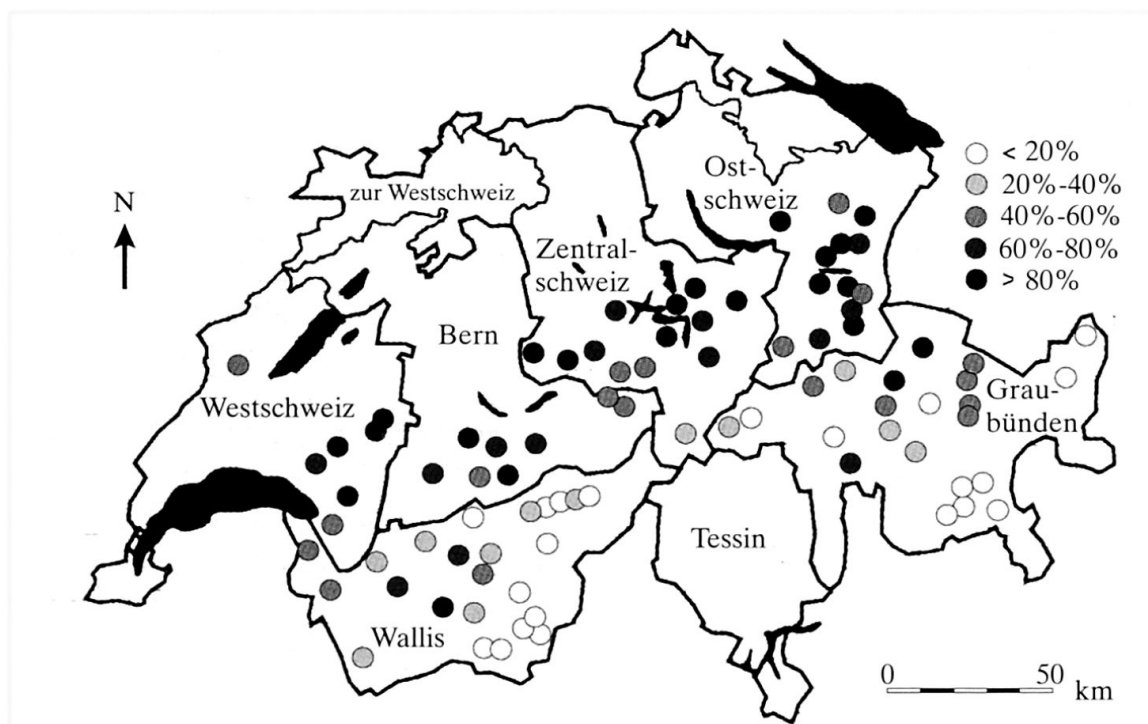 zur Westschweiz
Ost-
schweiz
N
Zentral-
schweiz
Bern
Westschweiz
Grau-
bünden
Tessin
Wallis
< 20%
20%-40%
40%-60%
60%-80%
> 80%
0
50
km